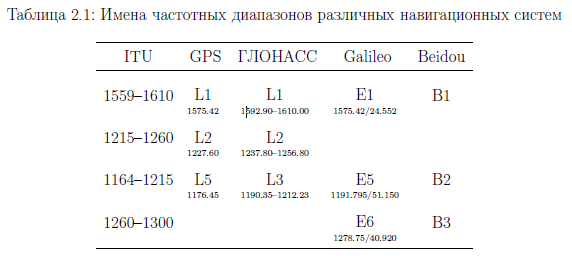 Таблица 2.1: Имена частотных диапазонов различных навигационных систем
ITU GPS ГЛОНАСС Galileo Beidou
1559–1610 L1 L1 E1 B1
1575.42 1592.90–1610.00 1575.42/24.552
1215–1260 L2 L2
1227.60 1237.80–1256.80
1164–1215 L5 L3 E5 B2
1176.45 1190.35–1212.23 1191.795/51.150
1260–1300 E6 B3
1278.75/40.920